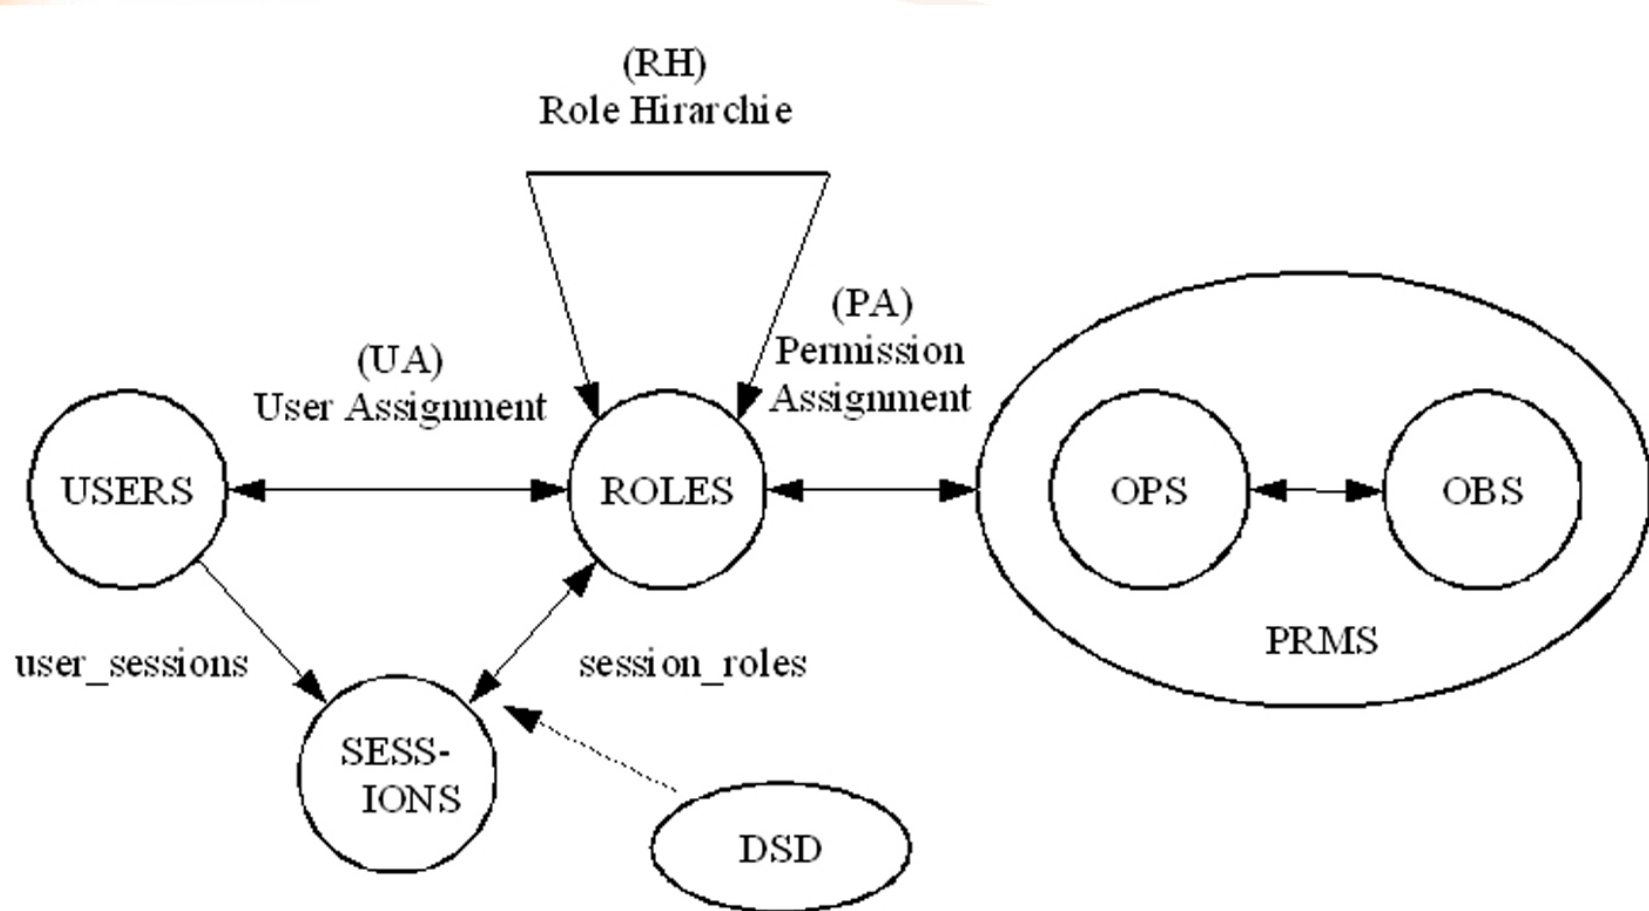 (RH)
Role Hirarchie
(PA)
Permission
Assignment
(UA)
User Assignment
USERS
ROLES
OPS
OBS
PRMS
user_sessions
session_roles
SESS-
IONS
DSD